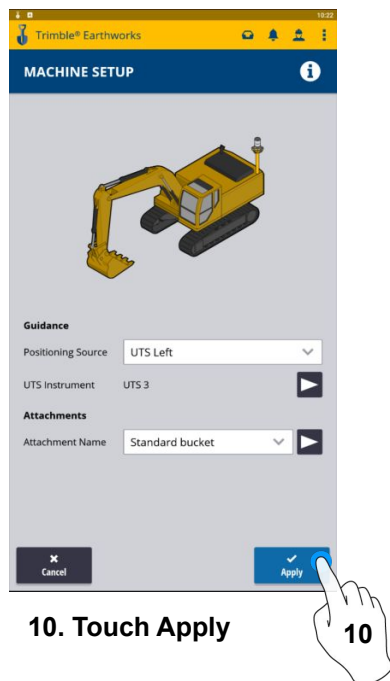 10:22
Trimble® Earthworks
MACHINE SETUP
Guidance
Positioning Source UTS Left
UTS Instrument UTS 3
Attachments
Attachment Name Standard bucket
Cancel Apply
10. Touch Apply 10